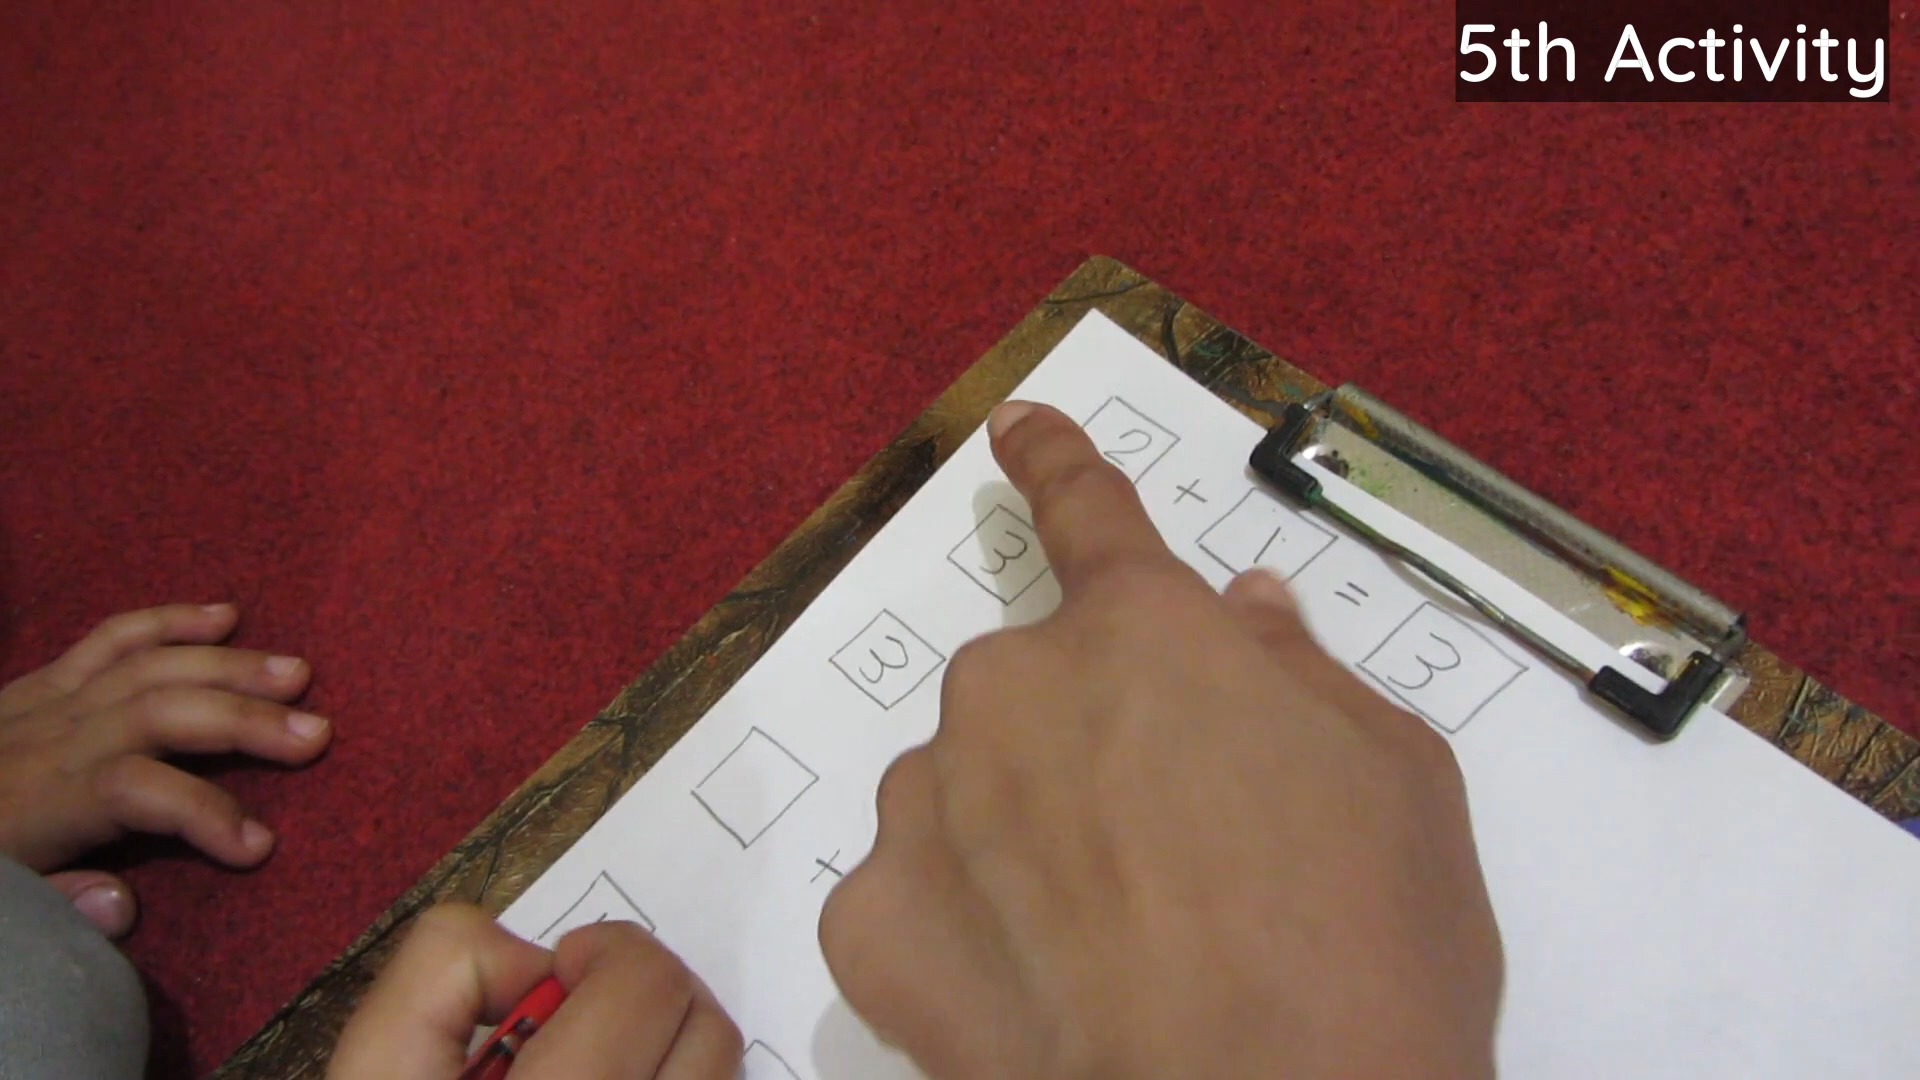 5th Activity
2 + 1 = 3
3
3
+